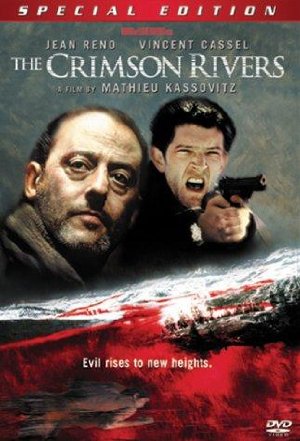 SPECIAL EDITION
JEAN RENO VINCENT CASSEL
THE CRIMSON RIVERS
A FILM BY MATHIEU KASSOVITZ
Evil rises to new heights.
DVD
VIDEO